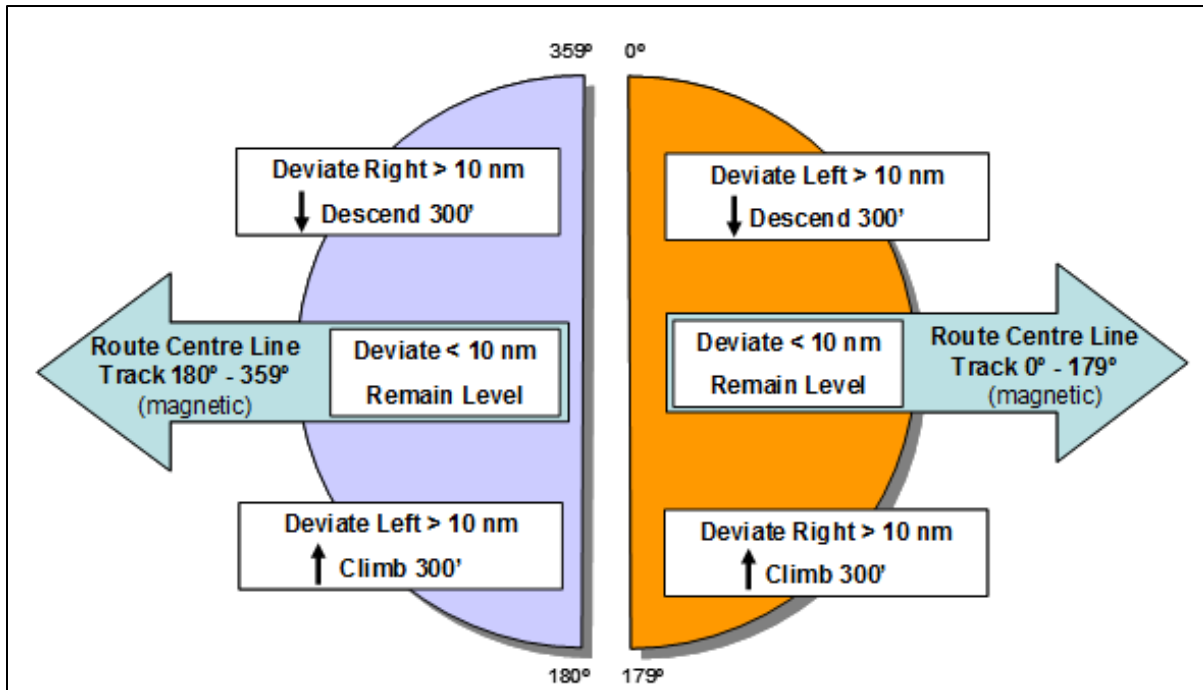 359º
0º
Deviate Right > 10 nm
Descend 300’
Deviate Left > 10 nm
Descend 300’
Route Centre Line
Track 180º - 359º
(magnetic)
Deviate < 10 nm
Remain Level
Deviate < 10 nm
Remain Level
Route Centre Line
Track 0º - 179º
(magnetic)
Deviate Left > 10 nm
Climb 300’
Deviate Right > 10 nm
Climb 300’
180º
179º